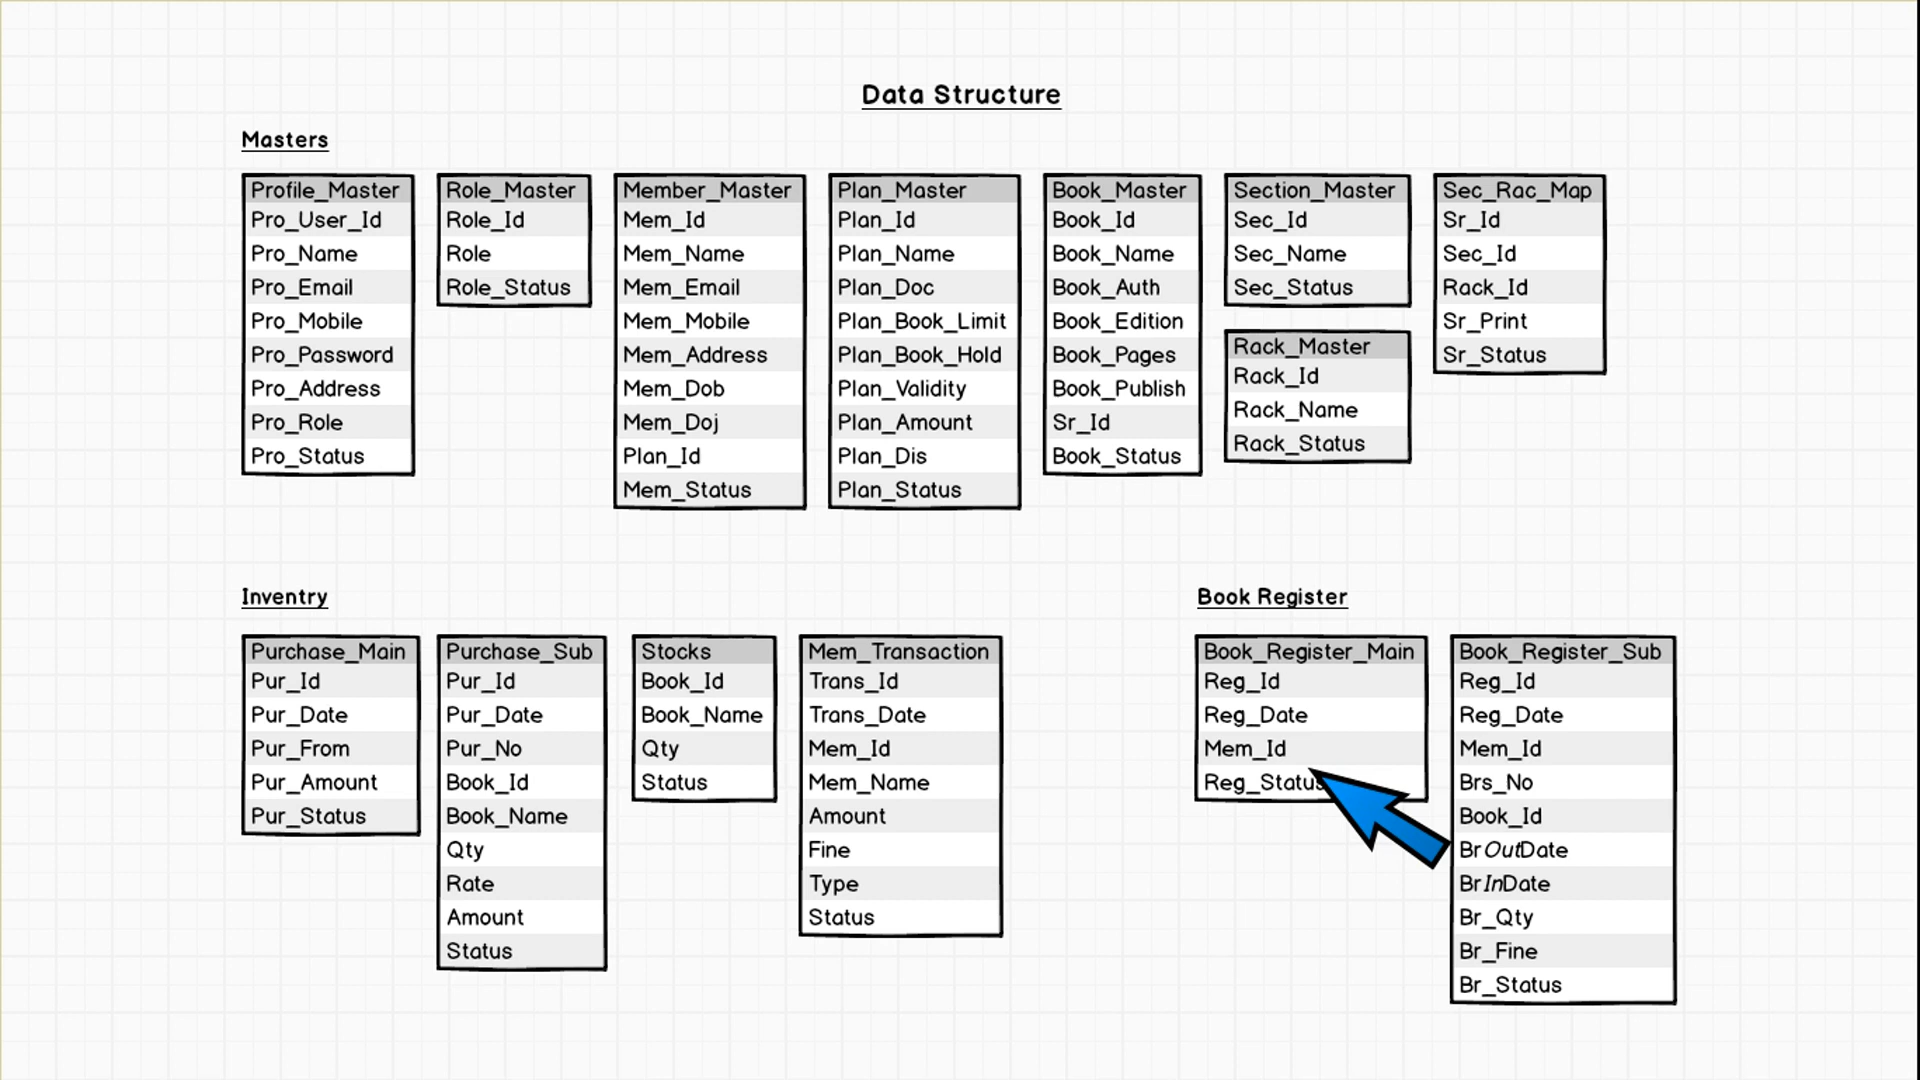 Data Structure
Masters
Profile_Master
Pro_User_Id
Pro_Name
Pro_Email
Pro_Mobile
Pro_Password
Pro_Address
Pro_Role
Pro_Status
Role_Master
Role_Id
Role
Role_Status
Member_Master
Mem_Id
Mem_Name
Mem_Email
Mem_Mobile
Mem_Address
Mem_Dob
Mem_Doj
Plan_Id
Mem_Status
Plan_Master
Plan_Id
Plan_Name
Plan_Doc
Plan_Book_Limit
Plan_Book_Hold
Plan_Validity
Plan_Amount
Plan_Dis
Plan_Status
Book_Master
Book_Id
Book_Name
Book_Auth
Book_Edition
Book_Pages
Book_Publish
Sr_Id
Book_Status
Section_Master
Sec_Id
Sec_Name
Sec_Status
Rack_Master
Rack_Id
Rack_Name
Rack_Status
Sec_Rac_Map
Sr_Id
Sec_Id
Rack_Id
Sr_Print
Sr_Status
Inventry
Purchase_Main
Pur_Id
Pur_Date
Pur_From
Pur_Amount
Pur_Status
Purchase_Sub
Pur_Id
Pur_Date
Pur_No
Book_Id
Book_Name
Qty
Rate
Amount
Status
Stocks
Book_Id
Book_Name
Qty
Status
Mem_Transaction
Trans_Id
Trans_Date
Mem_Id
Mem_Name
Amount
Fine
Type
Status
Book Register
Book_Register_Main
Reg_Id
Reg_Date
Mem_Id
Reg_Status
Book_Register_Sub
Reg_Id
Reg_Date
Mem_Id
Brs_No
Book_Id
BrOutDate
BrInDate
Br_Qty
Br_Fine
Br_Status